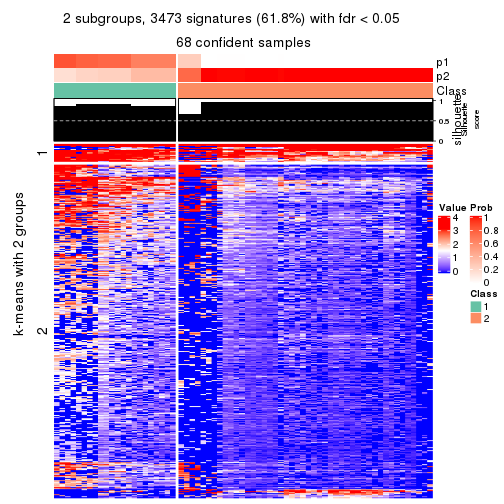 2 subgroups, 3473 signatures (61.8%) with fdr < 0.05
68 confident samples
p1
p2
Class
1
0.5
0
silhouette
Silhouette
score
1
2
k-means with 2 groups
Value
4
3
2
1
0
Prob
1
0.8
0.6
0.4
0.2
0
Class
1
2